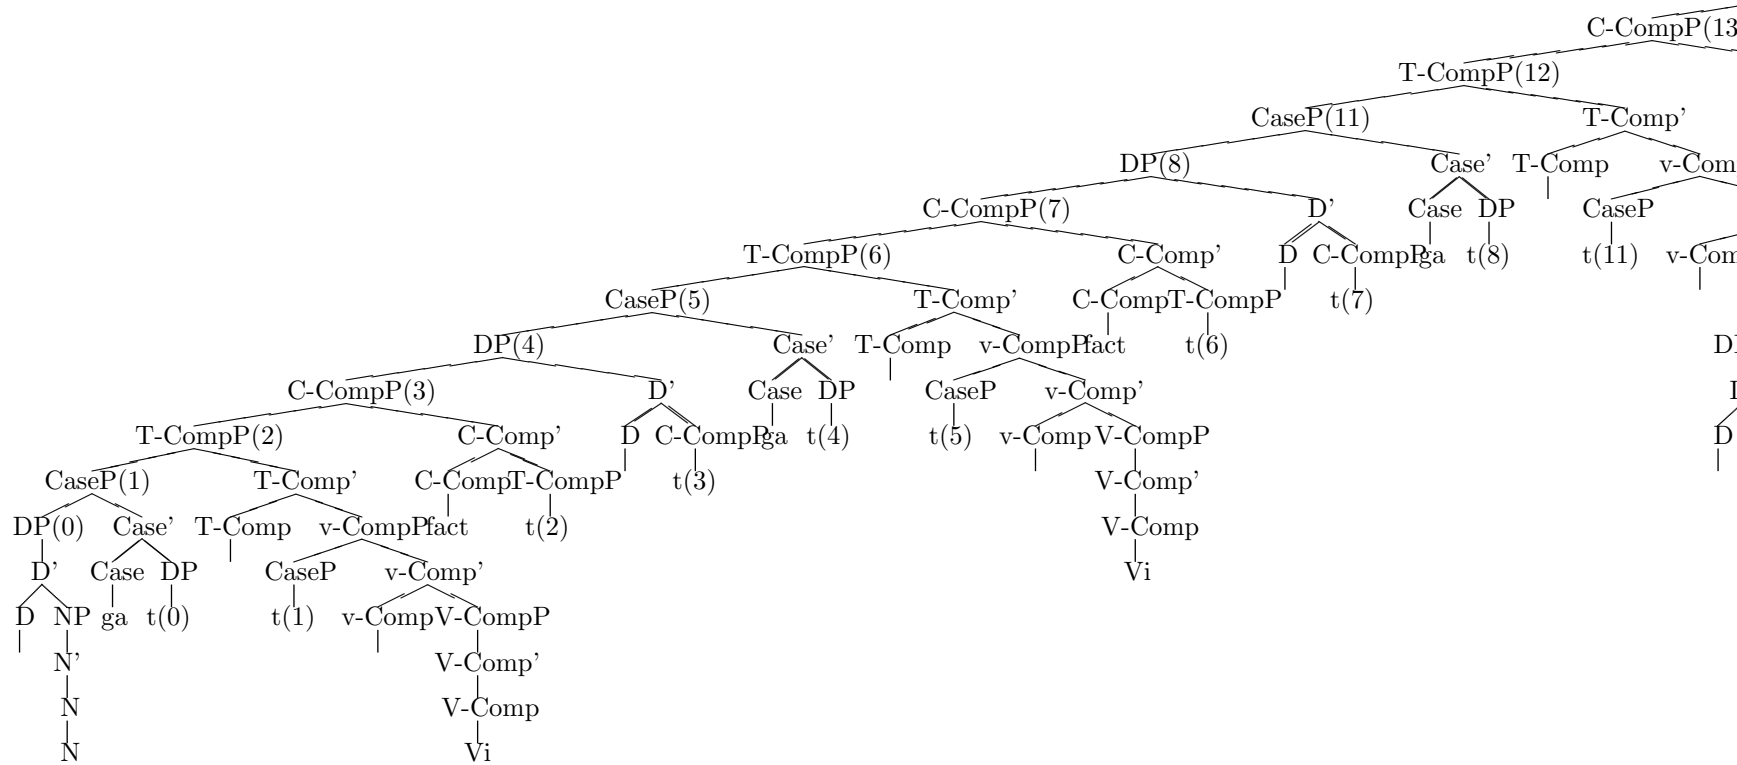 C-CompP(13
T-CompP(12)
CaseP(11) T-Comp'
DP(8) Case' T-Comp v-Comp
C-CompP(7) D' Case DP CaseP
T-CompP(6) C-Comp' D C-CompP ga t(8) t(11) v-Com
CaseP(5) T-Comp' C-Comp T-CompP t(7)
DP(4) Case' T-Comp v-CompP fact t(6)
C-CompP(3) D' Case DP CaseP v-Comp'
T-CompP(2) C-Comp' D C-CompP ga t(4) t(5) v-Comp V-CompP D
CaseP(1) T-Comp' C-Comp T-CompP t(3) V-Comp'
DP(0) Case' T-Comp v-CompP fact t(2) V-Comp
D' Case DP CaseP v-Comp' Vi
D NP ga t(0) t(1) v-Comp V-CompP
N' V-Comp'
N V-Comp
N Vi